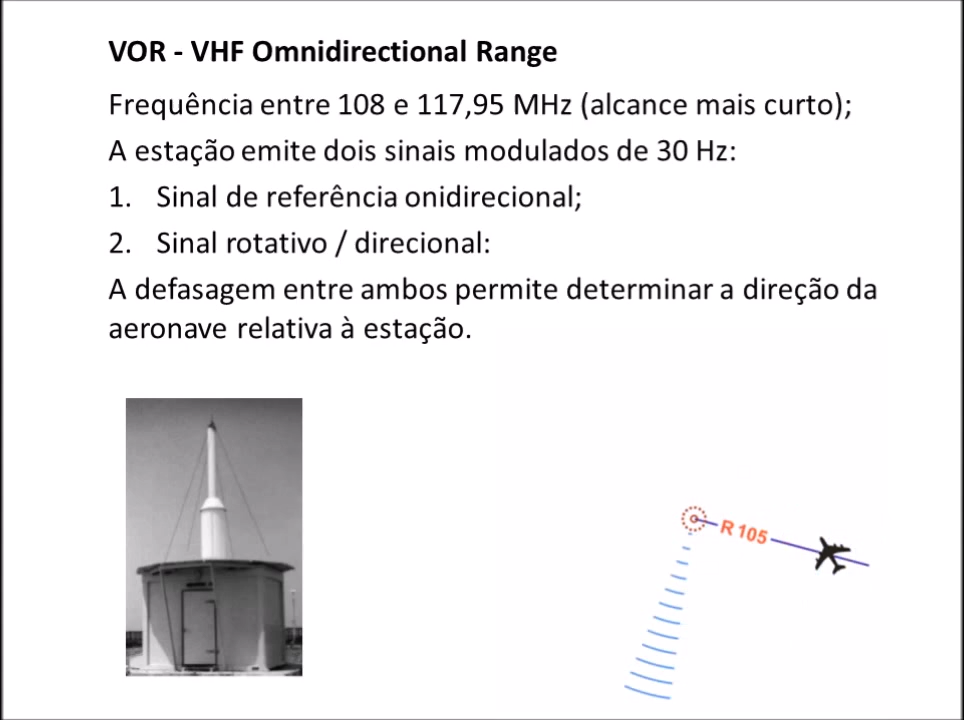 VOR - VHF Omnidirectional Range
Frequência entre 108 e 117,95 MHz (alcance mais curto);
A estação emite dois sinais modulados de 30 Hz:
1. Sinal de referência onidirecional;
2. Sinal rotativo / direcional:
A defasagem entre ambos permite determinar a direção da
aeronave relativa à estação.
R 105